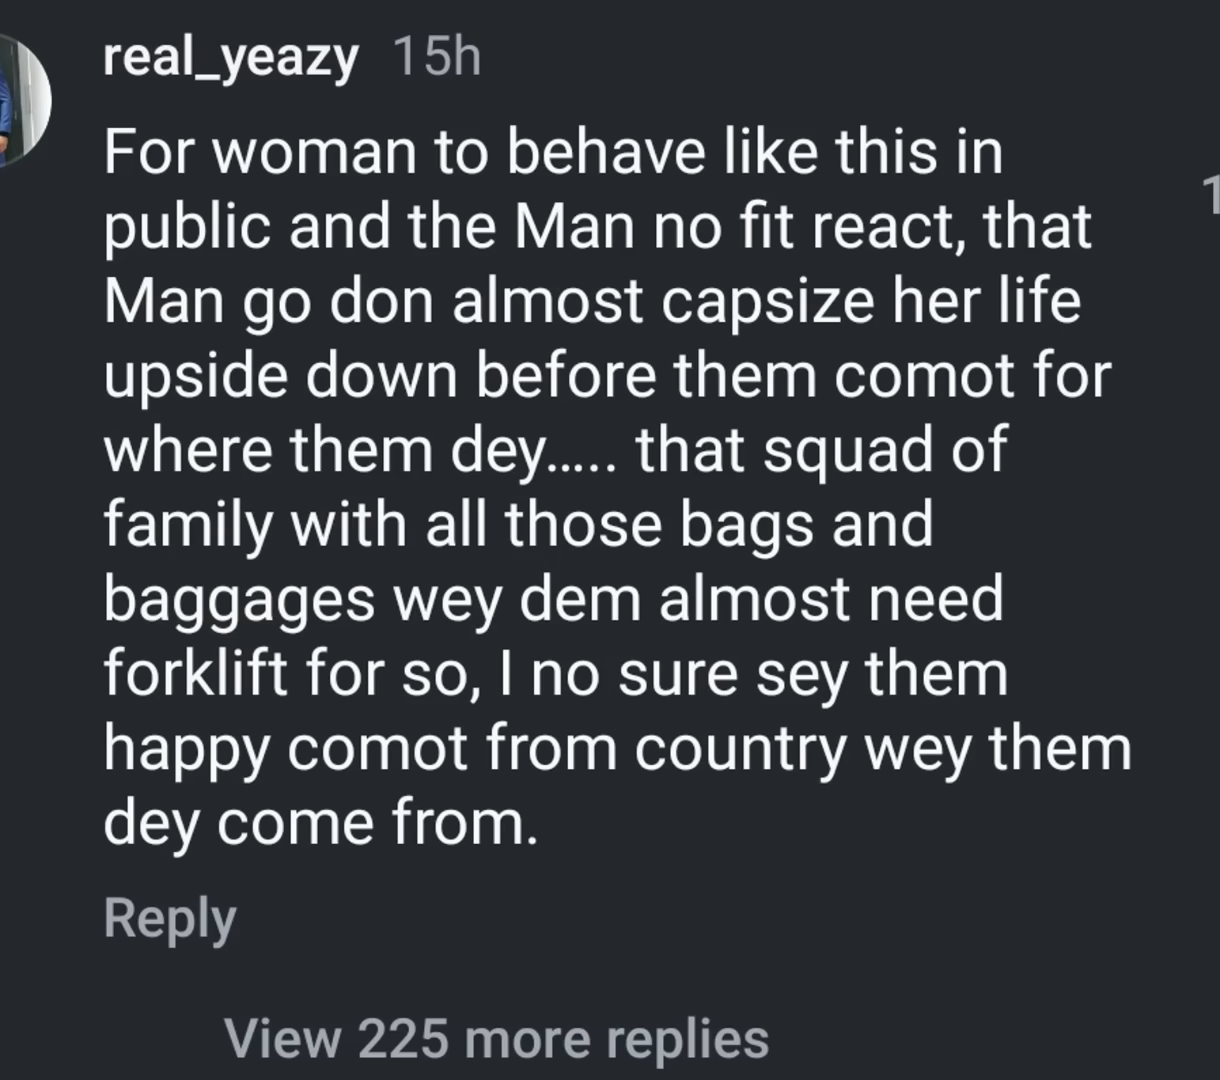 real_yeazy 15h
For woman to behave like this in
public and the Man no fit react, that
Man go don almost capsize her life
upside down before them comot for
where them dey..... that squad of
family with all those bags and
baggages wey dem almost need
forklift for so, I no sure sey them
happy comot from country wey them
dey come from.
Reply
View 225 more replies